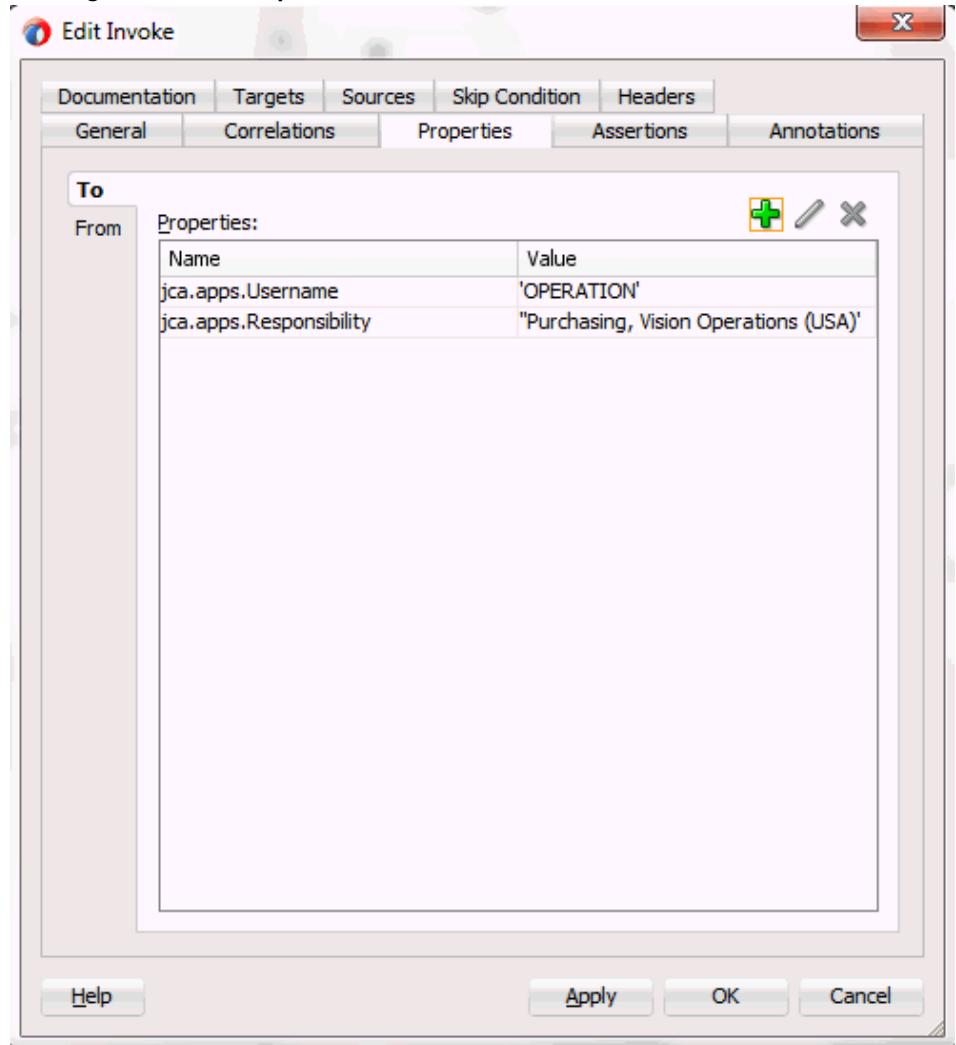 Edit Invoke
Documentation Targets Sources Skip Condition Headers
General Correlations Properties Assertions Annotations
To
From
Properties:
Name Value
jca.apps.Username 'OPERATION'
jca.apps.Responsibility "Purchasing, Vision Operations (USA)'
Help Apply OK Cancel